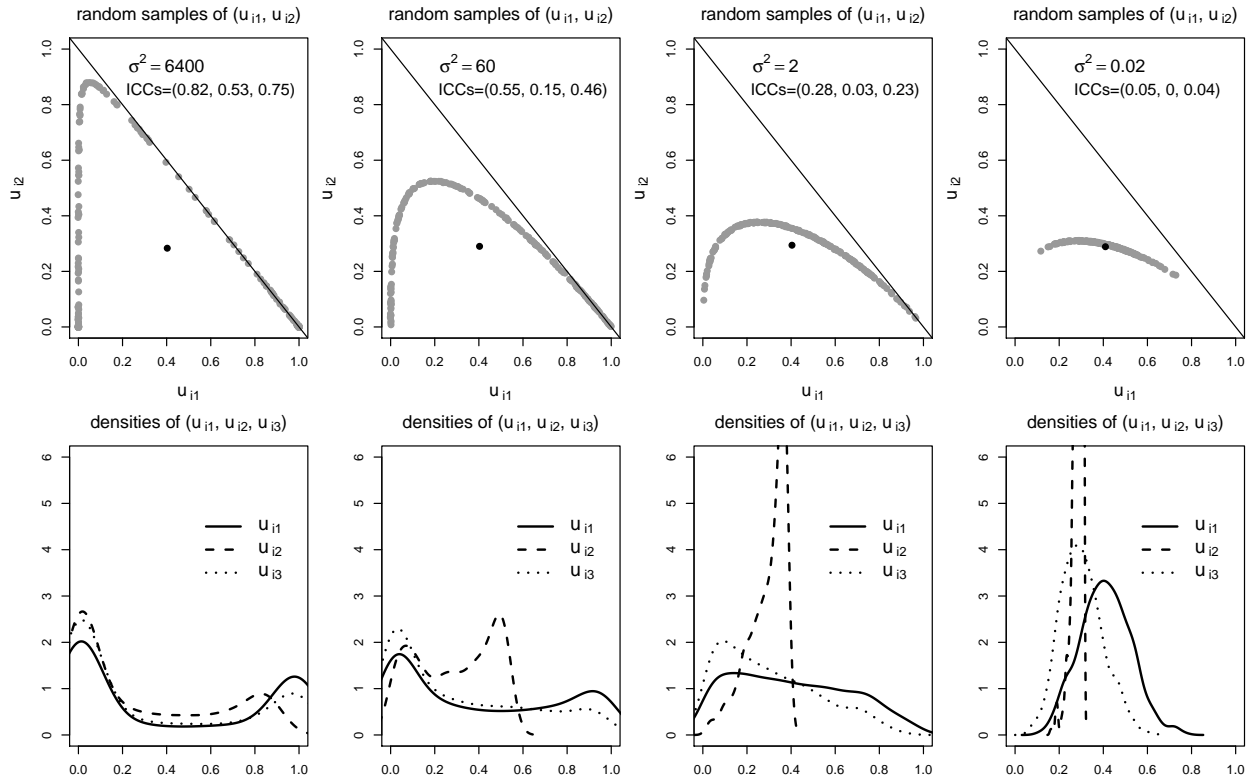 random samples of (u i1, u i2)
random samples of (u i1, u i2)
random samples of (u i1, u i2)
random samples of (u i1, u i2)
σ² = 6400
ICCs=(0.82, 0.53, 0.75)
σ² = 60
ICCs=(0.55, 0.15, 0.46)
σ² = 2
ICCs=(0.28, 0.03, 0.23)
σ² = 0.02
ICCs=(0.05, 0, 0.04)
u i2
0.0 0.2 0.4 0.6 0.8 1.0
u i2
0.0 0.2 0.4 0.6 0.8 1.0
u i2
0.0 0.2 0.4 0.6 0.8 1.0
u i2
0.0 0.2 0.4 0.6 0.8 1.0
0.0 0.2 0.4 0.6 0.8 1.0
0.0 0.2 0.4 0.6 0.8 1.0
0.0 0.2 0.4 0.6 0.8 1.0
0.0 0.2 0.4 0.6 0.8 1.0
u i1
u i1
u i1
u i1
densities of (u i1, u i2, u i3)
densities of (u i1, u i2, u i3)
densities of (u i1, u i2, u i3)
densities of (u i1, u i2, u i3)
0 1 2 3 4 5 6
u i1
u i2
u i3
0 1 2 3 4 5 6
u i1
u i2
u i3
0 1 2 3 4 5 6
u i1
u i2
u i3
0 1 2 3 4 5 6
u i1
u i2
u i3
0.0 0.2 0.4 0.6 0.8 1.0
0.0 0.2 0.4 0.6 0.8 1.0
0.0 0.2 0.4 0.6 0.8 1.0
0.0 0.2 0.4 0.6 0.8 1.0